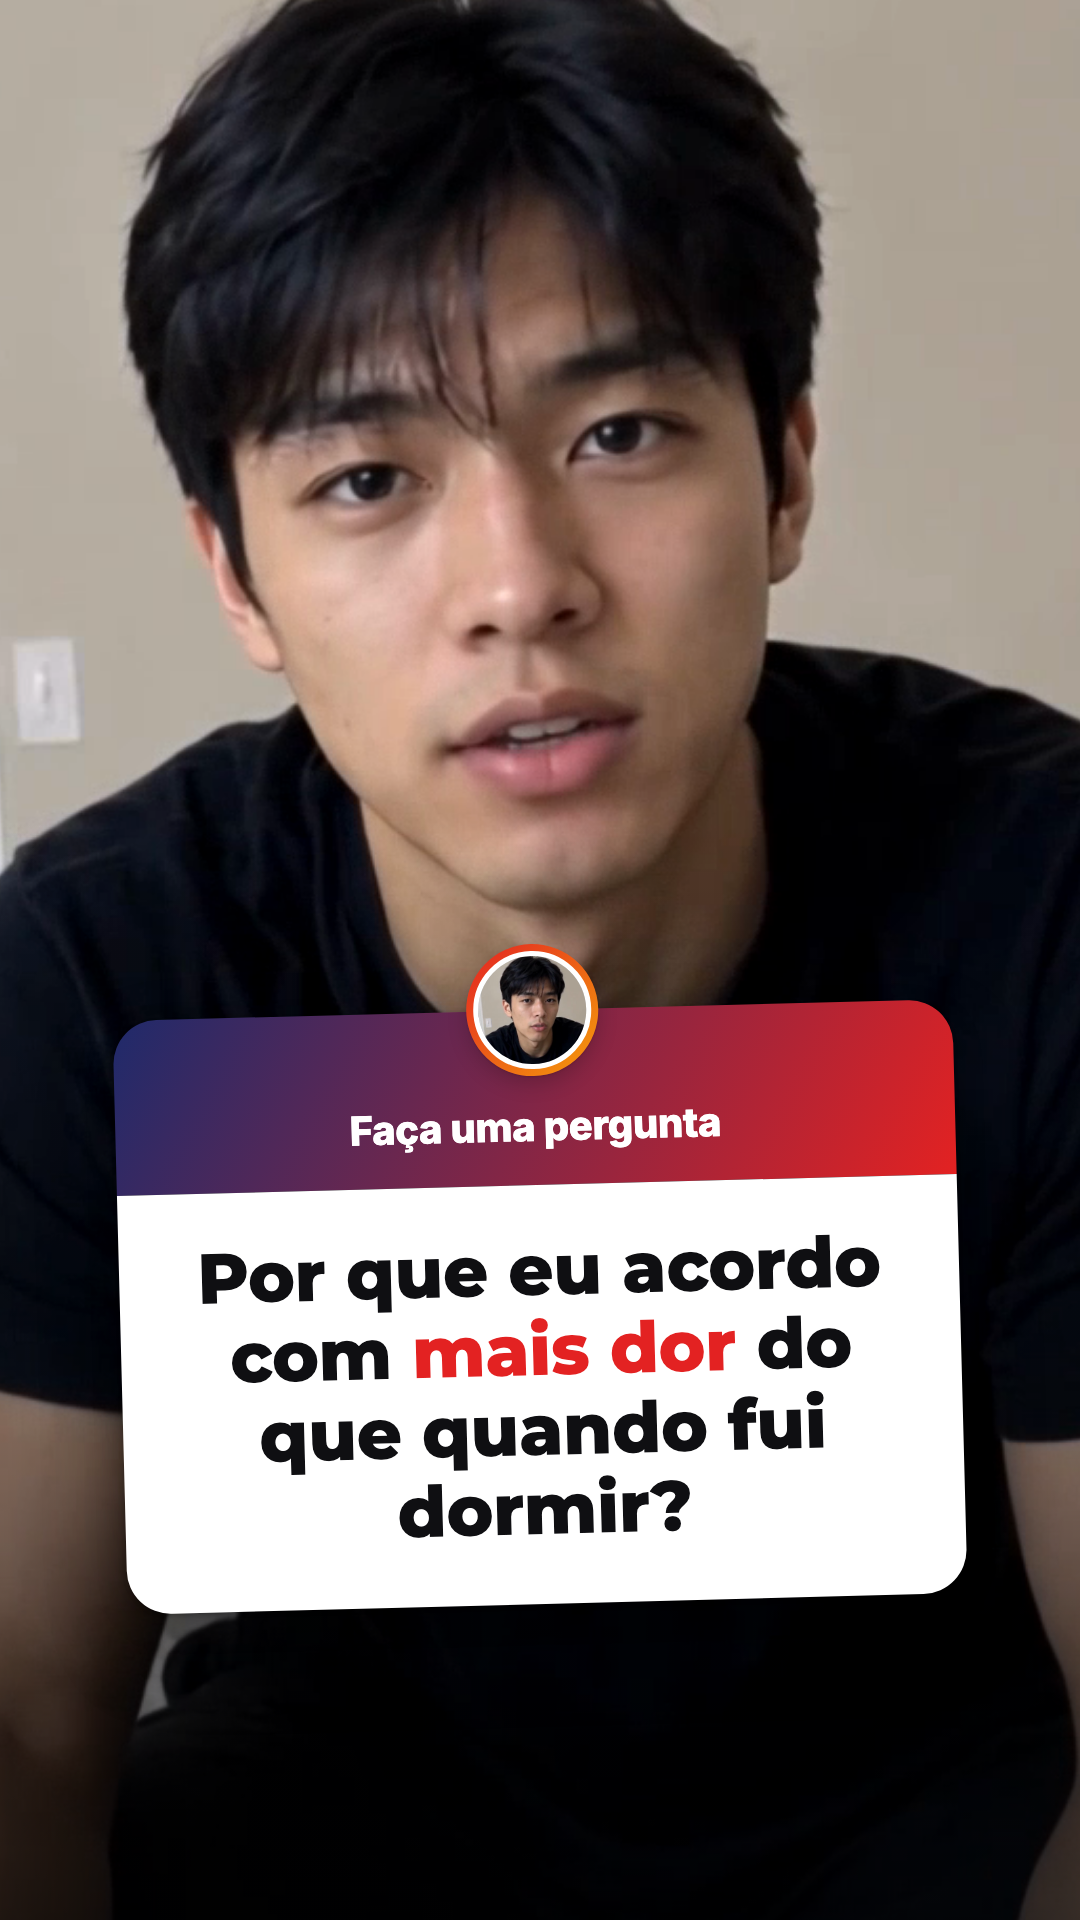 Faça uma pergunta
Por que eu acordo
com mais dor do
que quando fui
dormir?